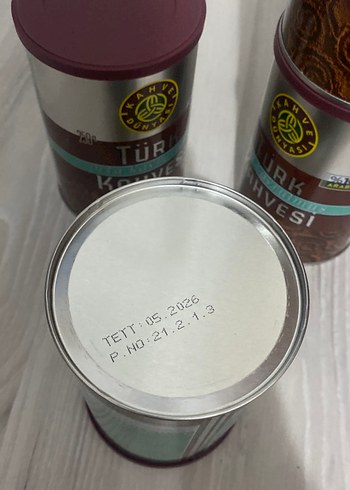 KAHVE
DÜNYASI
TÜRK
KAHVESİ
KAHVE
DÜNYASI
TÜRK
KAHVESİ
TETT:05.2026
P.NO:21.2.1.3